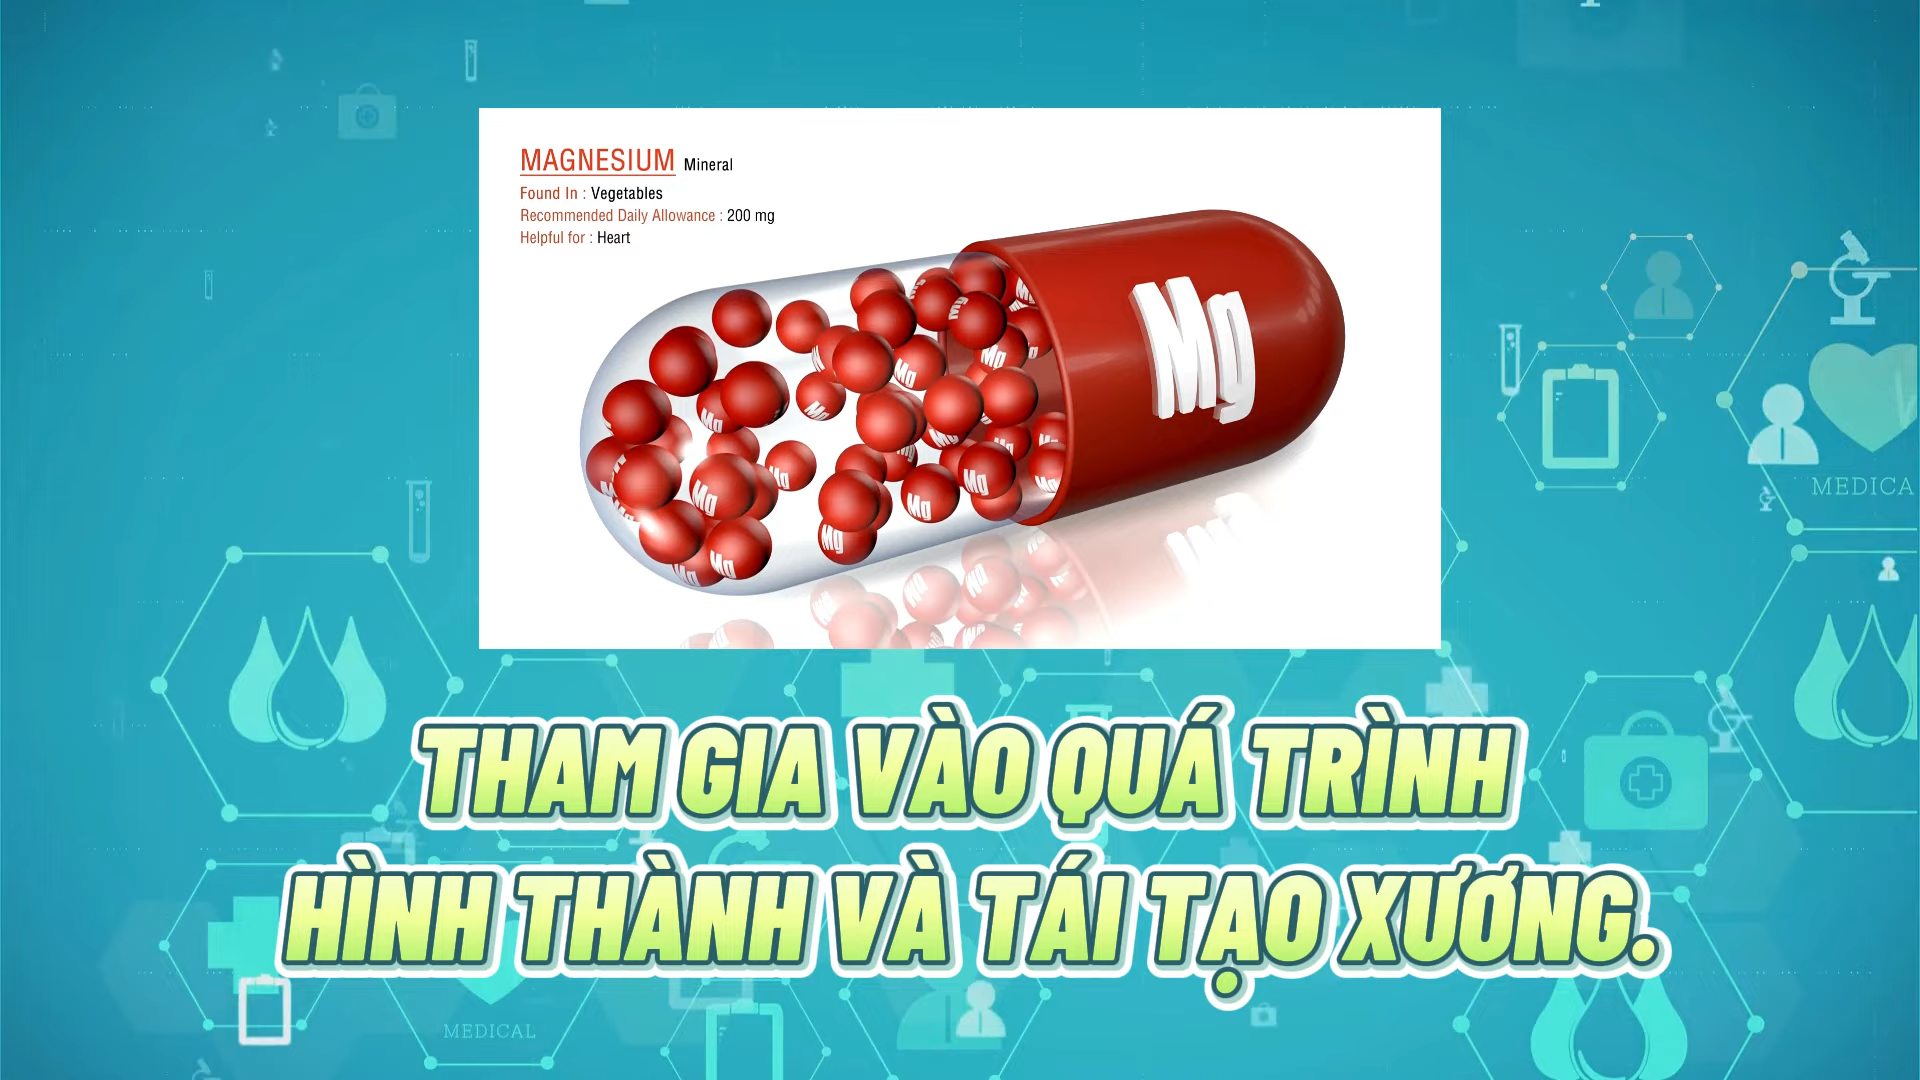 MAGNESIUM Mineral
Found In : Vegetables
Recommended Daily Allowance : 200 mg
Helpful for : Heart
Mg
MEDICA
THAM GIA VÀO QUÁ TRÌNH
HÌNH THÀNH VÀ TÁI TẠO XƯƠNG.
MEDICAL